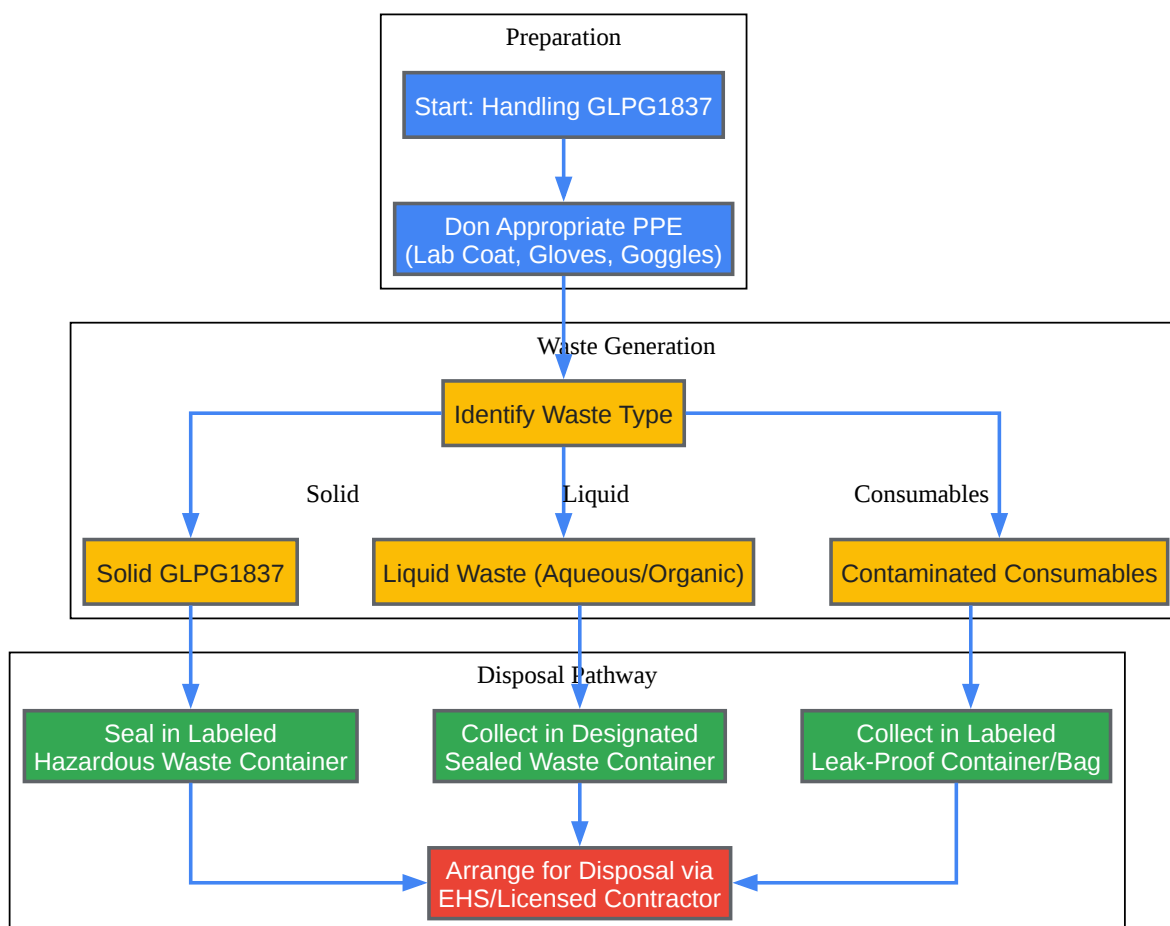 Preparation
Start: Handling GLPG1837
Don Appropriate PPE
(Lab Coat, Gloves, Goggles)
Waste Generation
Identify Waste Type
Solid
Liquid
Consumables
Solid GLPG1837
Liquid Waste (Aqueous/Organic)
Contaminated Consumables
Disposal Pathway
Seal in Labeled
Hazardous Waste Container
Collect in Designated
Sealed Waste Container
Collect in Labeled
Leak-Proof Container/Bag
Arrange for Disposal via
EHS/Licensed Contractor